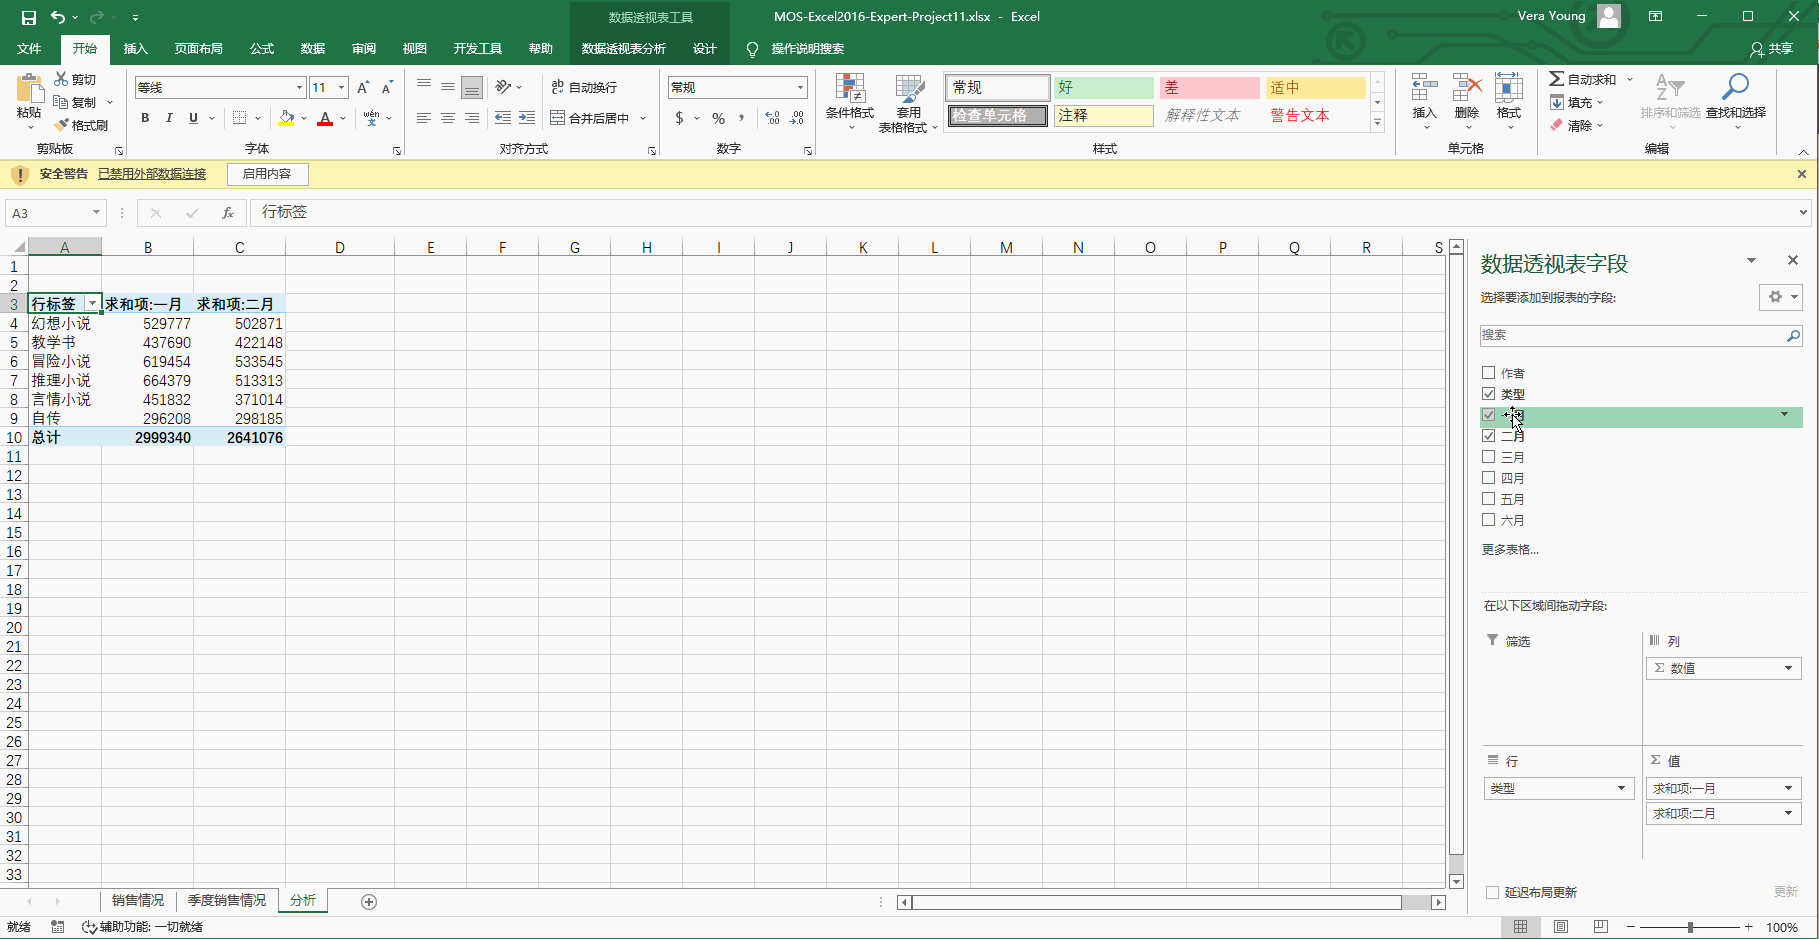 数据透视表工具 MOS-Excel2016-Expert-Project11.xlsx - Excel Vera Young
文件 开始 插入 页面布局 公式 数据 审阅 视图 开发工具 帮助 数据透视表分析 设计 操作说明搜索 共享
粘贴 剪切 复制 格式刷 剪贴板
等线 11 A A B I U A wén 文 字体
ab 自动换行 合并后居中 对齐方式
常规 $ % , .00 .0 数字
条件格式 套用 表格格式 常规 好 差 适中
检查单元格 注释 解释性文本 警告文本 样式
插入 删除 格式 单元格
自动求和 填充 清除 排序和筛选 查找和选择 编辑
安全警告 已禁用外部数据连接 启用内容
A3 fx 行标签
A B C D E F G H I J K L M N O P Q R S
1
2
3 行标签 求和项:一月 求和项:二月
4 幻想小说 529777 502871
5 教学书 437690 422148
6 冒险小说 619454 533545
7 推理小说 664379 513313
8 言情小说 451832 371014
9 自传 296208 298185
10 总计 2999340 2641076
11
12
13
14
15
16
17
18
19
20
21
22
23
24
25
26
27
28
29
30
31
32
33
数据透视表字段
选择要添加到报表的字段:
搜索
作者
类型
二月
三月
四月
五月
六月
更多表格...
在以下区域间拖动字段:
筛选 列
Σ 数值
行 Σ 值
类型 求和项:一月
求和项:二月
延迟布局更新 更新
销售情况 季度销售情况 分析
就绪 辅助功能: 一切就绪 100%